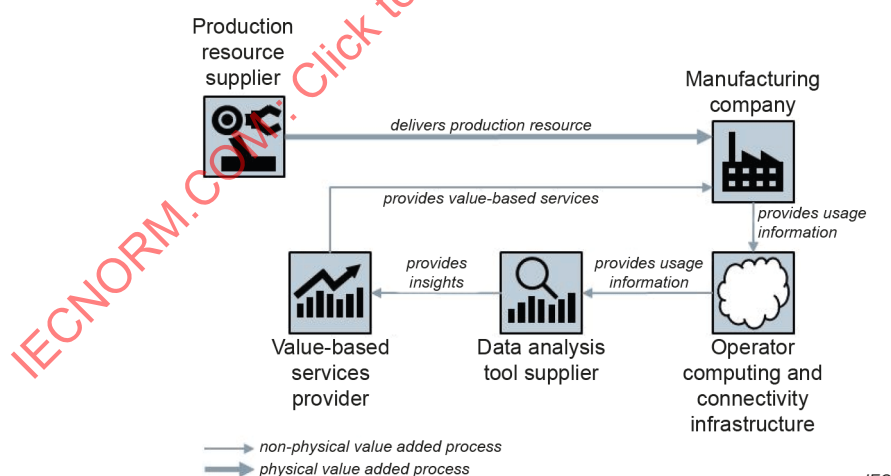 Production
resource
supplier
Manufacturing
company
delivers production resource
provides value-based services
provides usage
information
provides
insights
provides usage
information
Value-based
services
provider
Data analysis
tool supplier
Operator
computing and
connectivity
infrastructure
non-physical value added process
physical value added process
IECNORM.COM : Click to